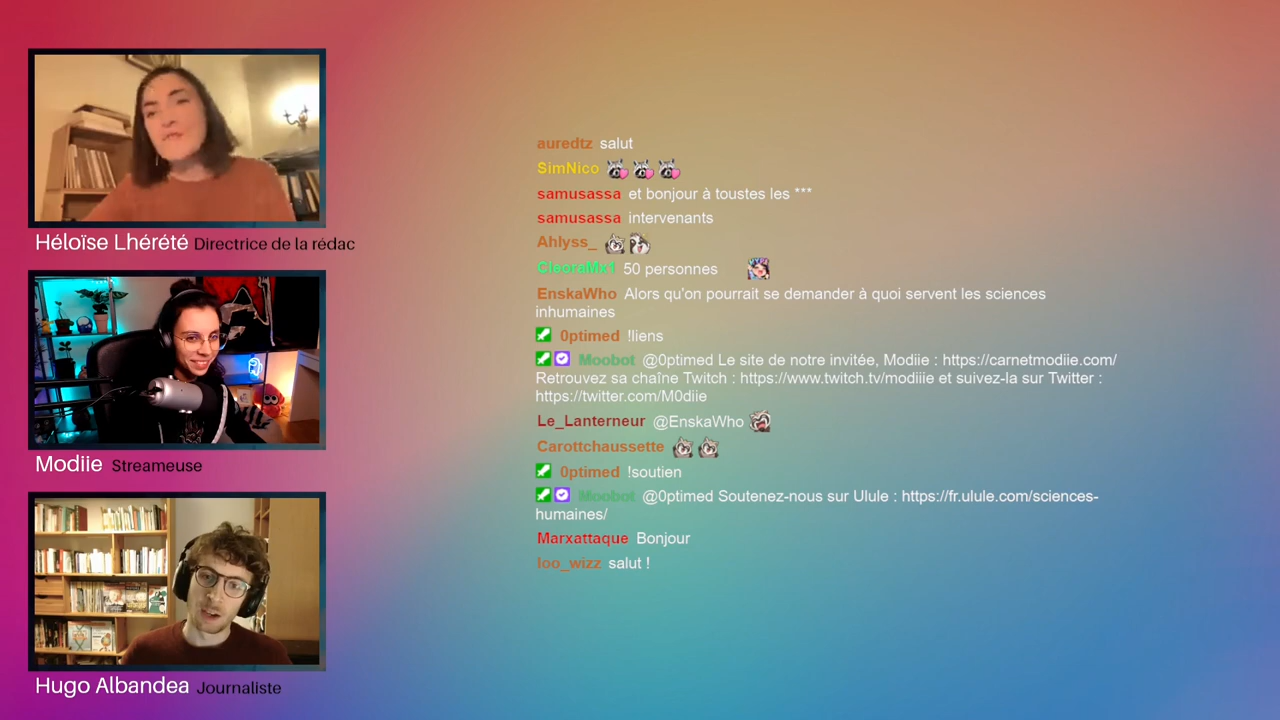 Héloïse Lhérété Directrice de la rédac
Modiie Streameuse
Hugo Albandea Journaliste
auredtz salut
SimNico
samusassa et bonjour à toustes les ***
samusassa intervenants
Ahlyss_
CleoraMx1 50 personnes
EnskaWho Alors qu'on pourrait se demander à quoi servent les sciences
inhumaines
0ptimed !liens
Moobot @0ptimed Le site de notre invitée, Modiie : https://carnetmodiie.com/
Retrouvez sa chaîne Twitch : https://www.twitch.tv/modiiie et suivez-la sur Twitter :
https://twitter.com/M0diie
Le_Lanterneur @EnskaWho
Carottchaussette
0ptimed !soutien
Moobot @0ptimed Soutenez-nous sur Ulule : https://fr.ulule.com/sciences-
humaines/
Marxattaque Bonjour
loo_wizz salut !